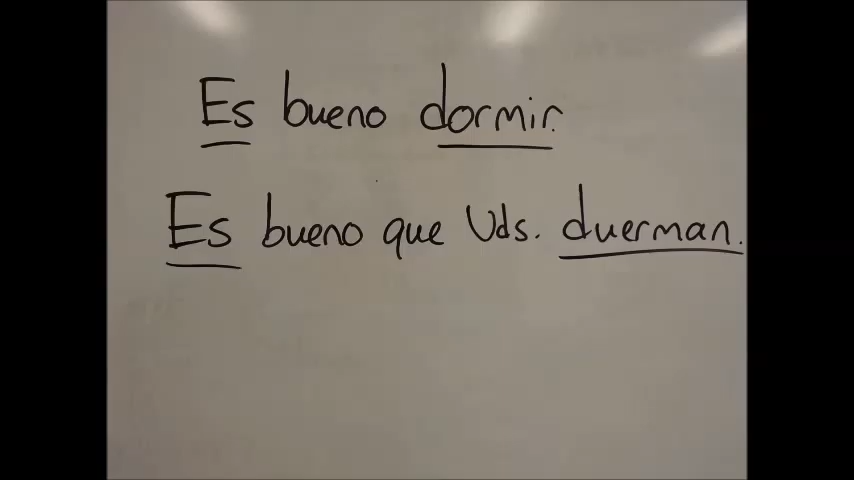 Es bueno dormir.
Es bueno que Uds. duerman.